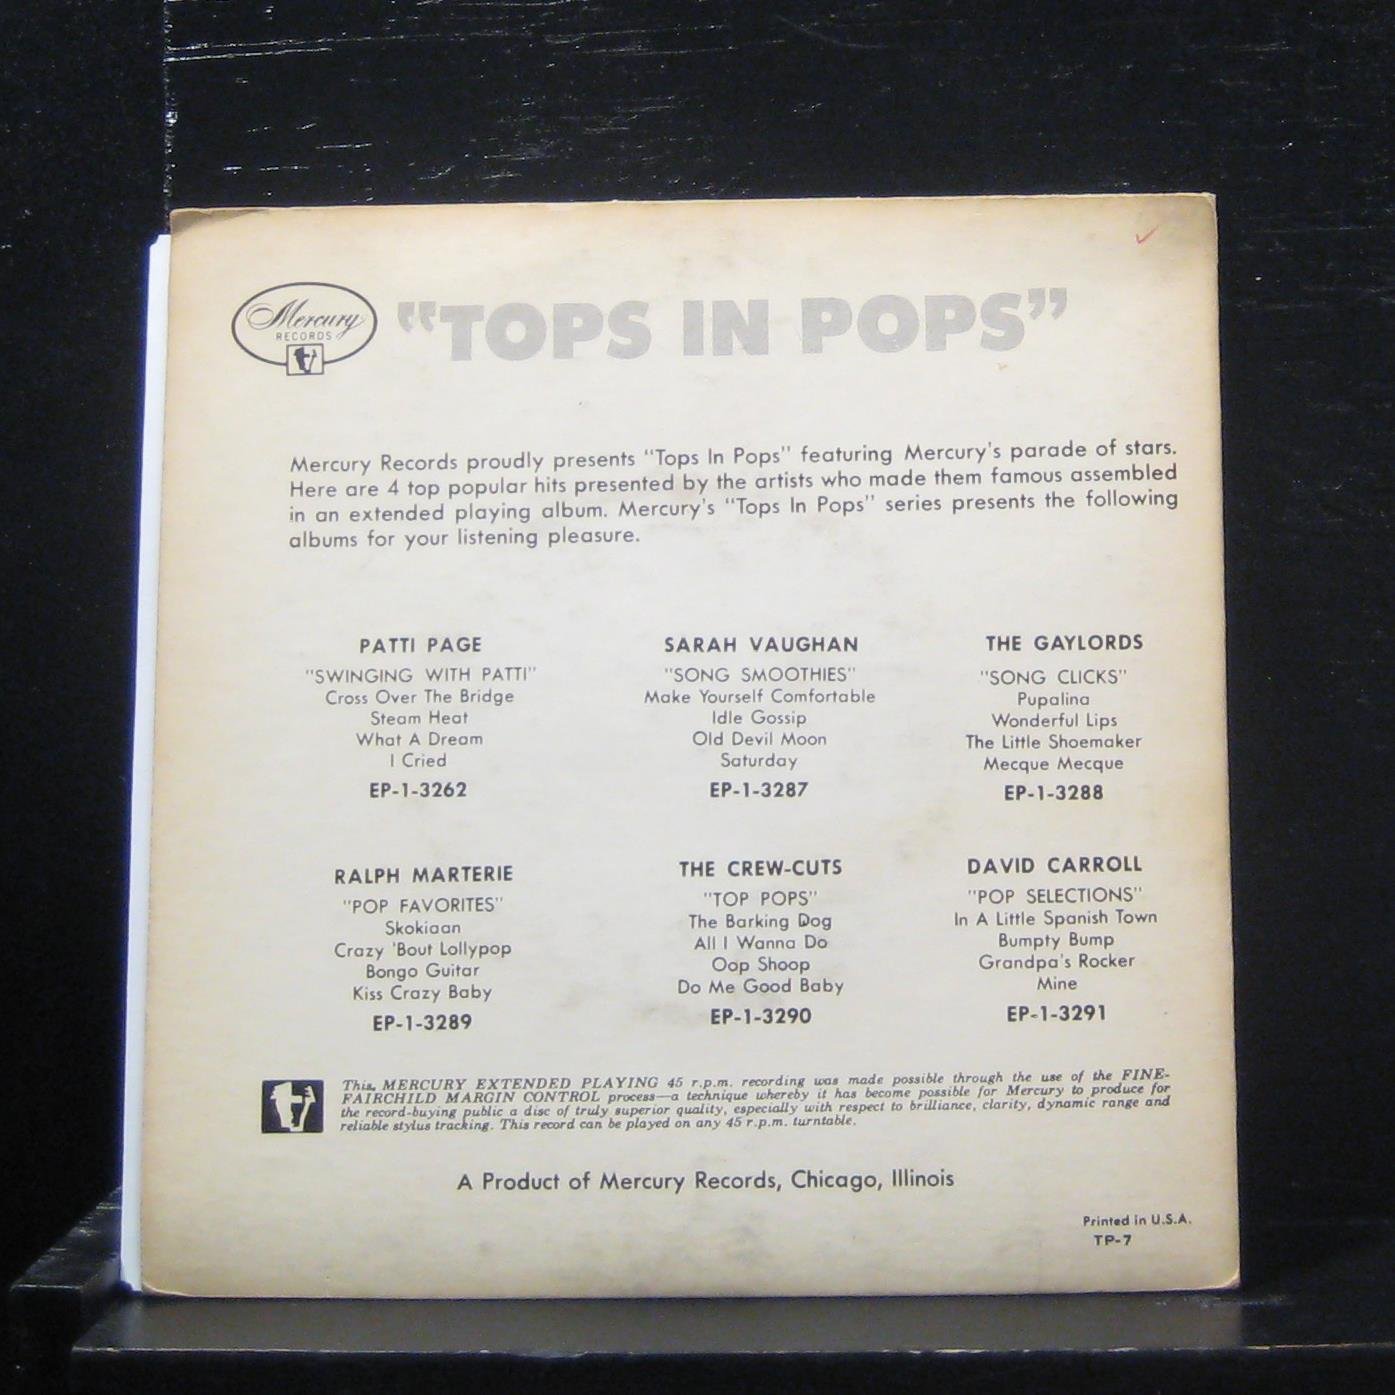 Mercury
RECORDS
"TOPS IN POPS"
Mercury Records proudly presents "Tops In Pops" featuring Mercury's parade of stars.
Here are 4 top popular hits presented by the artists who made them famous assembled
in an extended playing album. Mercury's "Tops In Pops" series presents the following
albums for your listening pleasure.
PATTI PAGE
"SWINGING WITH PATTI"
Cross Over The Bridge
Steam Heat
What A Dream
I Cried
EP-1-3262
SARAH VAUGHAN
"SONG SMOOTHIES"
Make Yourself Comfortable
Idle Gossip
Old Devil Moon
Saturday
EP-1-3287
THE GAYLORDS
"SONG CLICKS"
Pupalina
Wonderful Lips
The Little Shoemaker
Mecque Mecque
EP-1-3288
RALPH MARTERIE
"POP FAVORITES"
Skokiaan
Crazy 'Bout Lollypop
Bongo Guitar
Kiss Crazy Baby
EP-1-3289
THE CREW-CUTS
"TOP POPS"
The Barking Dog
All I Wanna Do
Oop Shoop
Do Me Good Baby
EP-1-3290
DAVID CARROLL
"POP SELECTIONS"
In A Little Spanish Town
Bumpty Bump
Grandpa's Rocker
Mine
EP-1-3291
This MERCURY EXTENDED PLAYING 45 r.p.m. recording was made possible through the use of the FINE-
FAIRCHILD MARGIN CONTROL process—a technique whereby it has become possible for Mercury to produce for
the record-buying public a disc of truly superior quality, especially with respect to brilliance, clarity, dynamic range and
reliable stylus tracking. This record can be played on any 45 r.p.m. turntable.
A Product of Mercury Records, Chicago, Illinois
Printed in U.S.A.
TP-7